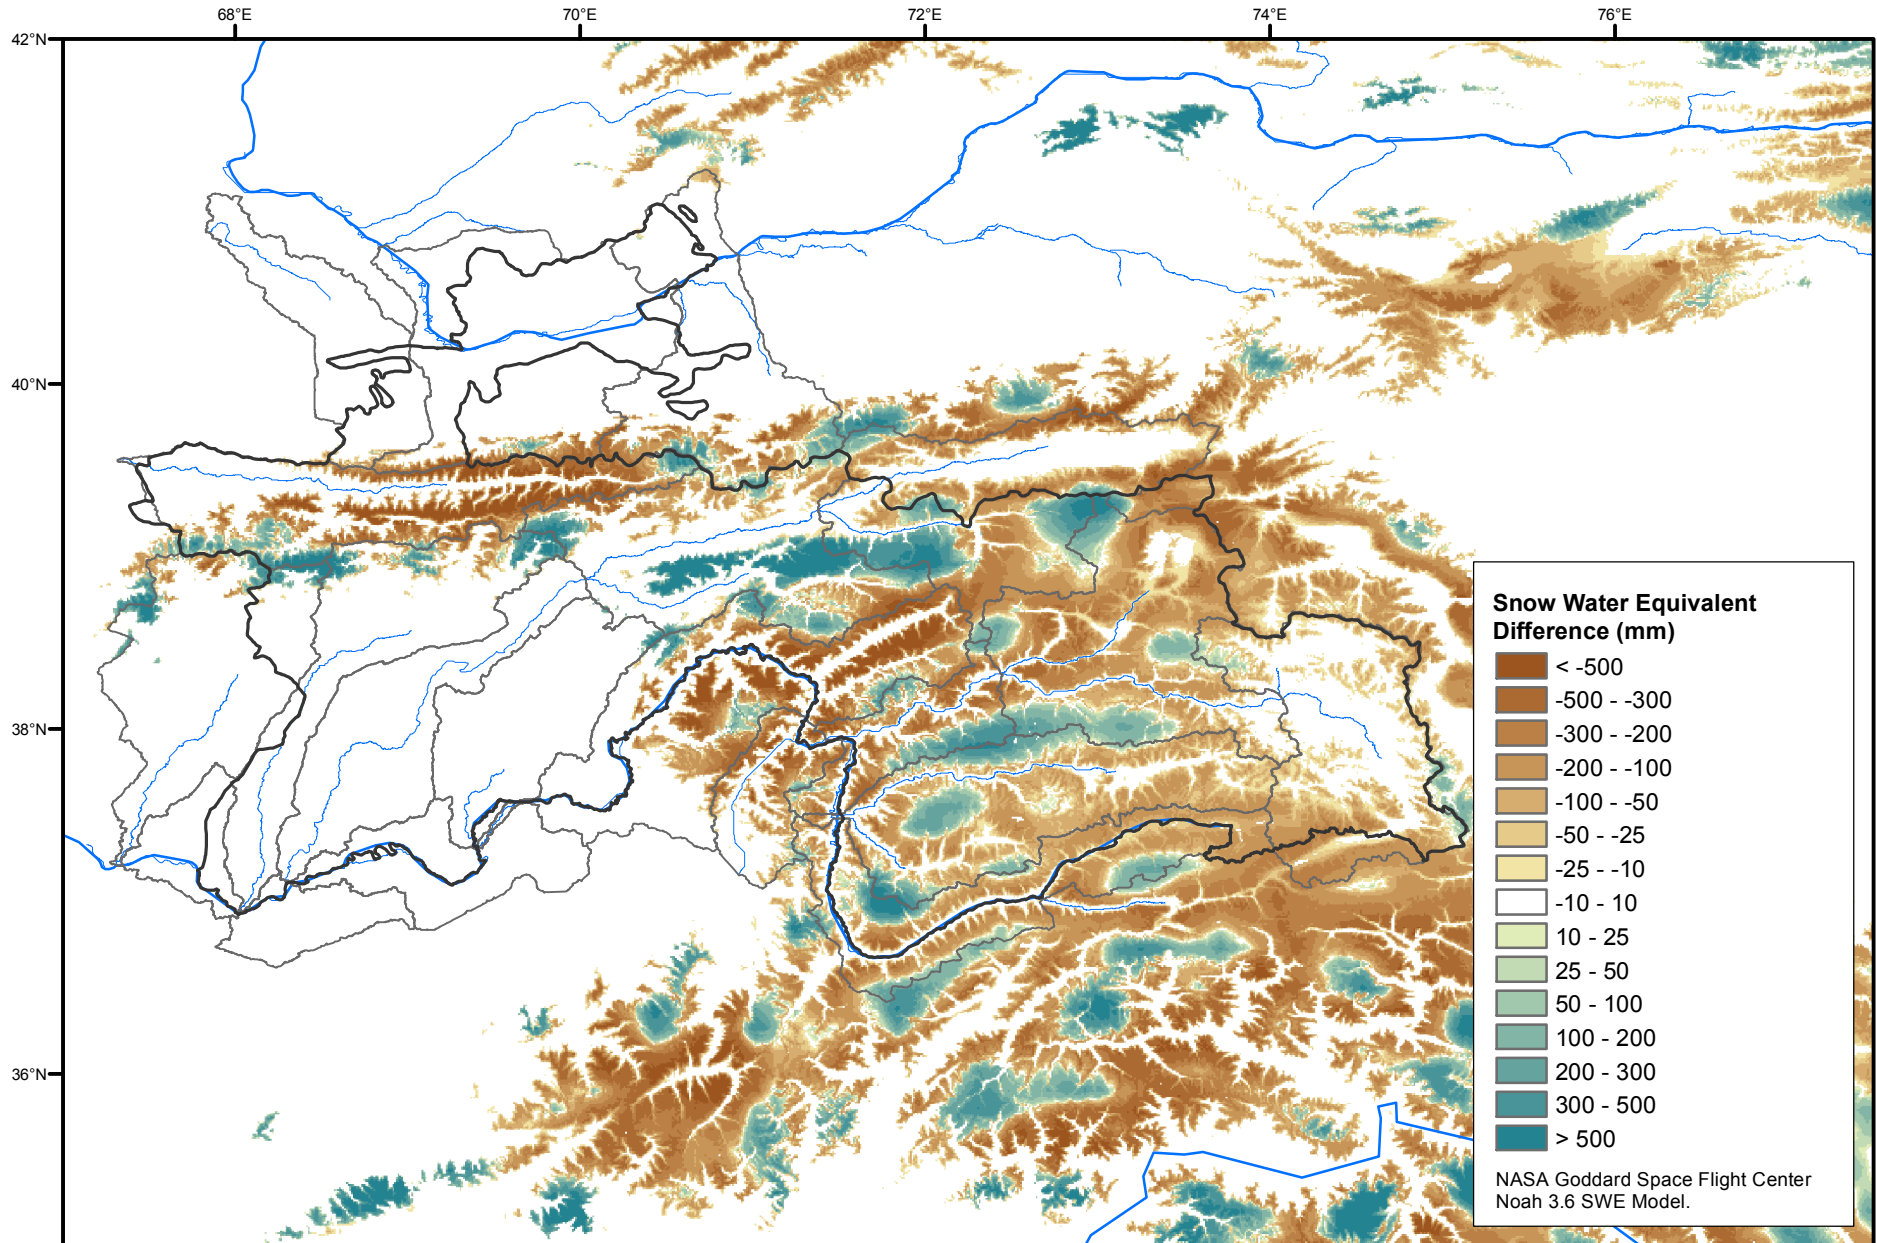 68°E 70°E 72°E 74°E 76°E
42°N
40°N
38°N
36°N
Snow Water Equivalent
Difference (mm)
< -500
-500 - -300
-300 - -200
-200 - -100
-100 - -50
-50 - -25
-25 - -10
-10 - 10
10 - 25
25 - 50
50 - 100
100 - 200
200 - 300
300 - 500
> 500
NASA Goddard Space Flight Center
Noah 3.6 SWE Model.